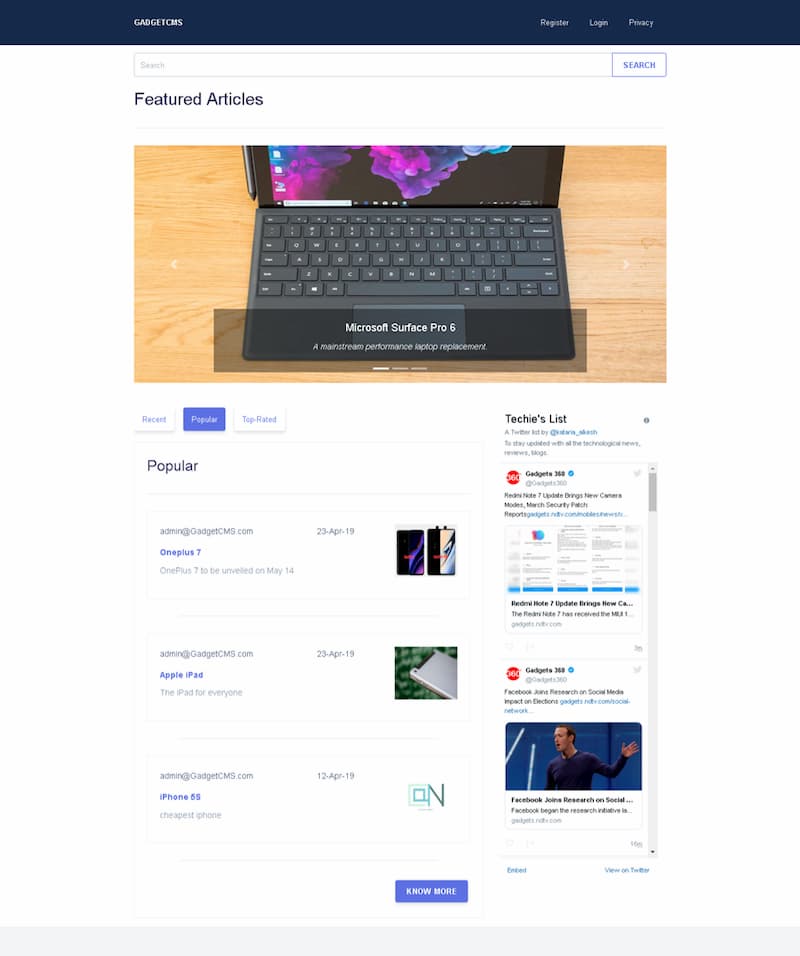 GADGETCMS
Register
Login
Privacy
Search
SEARCH
Featured Articles
Microsoft Surface Pro 6
A mainstream performance laptop replacement.
Recent
Popular
Top-Rated
Popular
admin@GadgetCMS.com
23-Apr-19
Oneplus 7
OnePlus 7 to be unveiled on May 14
admin@GadgetCMS.com
23-Apr-19
Apple iPad
The iPad for everyone
admin@GadgetCMS.com
12-Apr-19
iPhone 5S
cheapest iphone
KNOW MORE
Techie's List
A Twitter list by @kataria_alkesh
To stay updated with all the technological news,
reviews, blogs.
360
Gadgets 360
@Gadgets360
Redmi Note 7 Update Brings New Camera
Modes, March Security Patch
Reportsgadgets.ndtv.com/mobiles/news/x...
Redmi Note 7 Update Brings New Ca...
The Redmi Note 7 has received the MIUI 1...
gadgets.ndtv.com
360
Gadgets 360
@Gadgets360
Facebook Joins Research on Social Media
Impact on Elections gadgets.ndtv.com/social-
network...
Facebook Joins Research on Social ...
Facebook began the research initiative la...
gadgets.ndtv.com
16m
Embed
View on Twitter